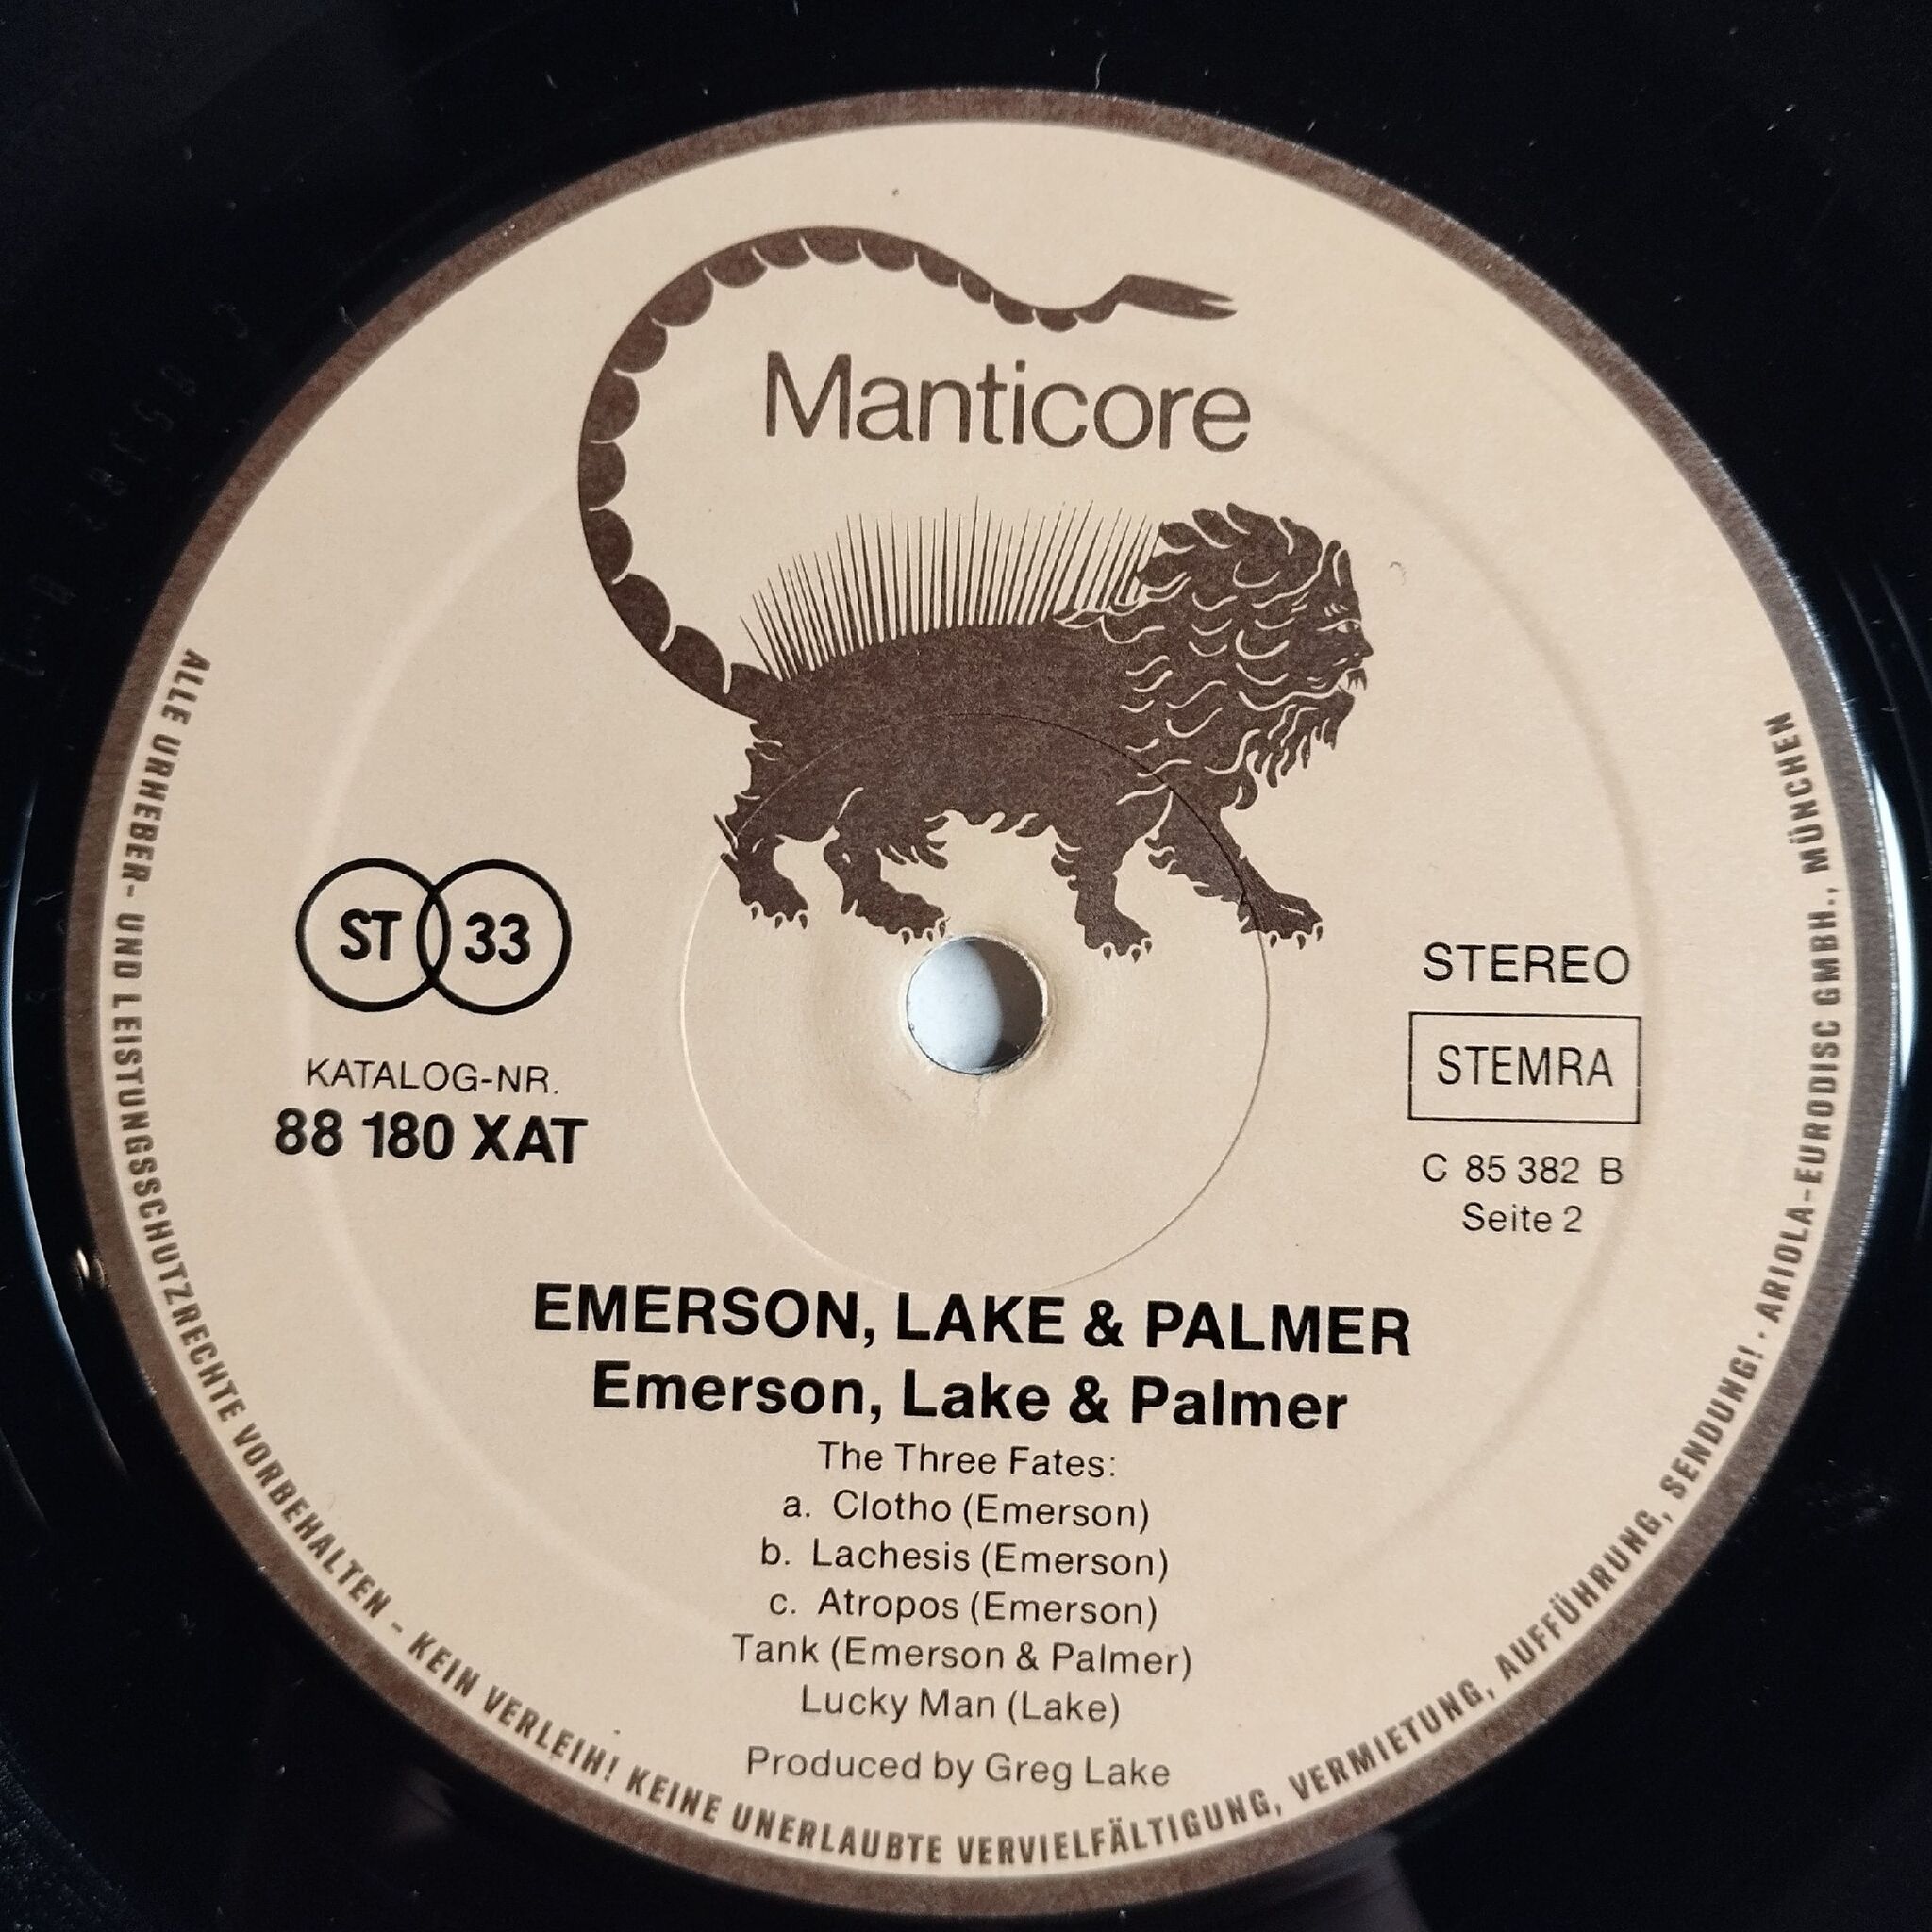 Manticore
ST 33
KATALOG-NR.
88 180 XAT
STEREO
STEMRA
C 85 382 B
Seite 2
EMERSON, LAKE & PALMER
Emerson, Lake & Palmer
The Three Fates:
a. Clotho (Emerson)
b. Lachesis (Emerson)
c. Atropos (Emerson)
Tank (Emerson & Palmer)
Lucky Man (Lake)
Produced by Greg Lake
ALLE URHEBER- UND LEISTUNGSSCHUTZRECHTE VORBEHALTEN - KEIN VERLEIH! KEINE UNERLAUBTE VERVIELFÄLTIGUNG, VERMIETUNG, AUFFÜHRUNG, SENDUNG! · ARIOLA-EURODISC GMBH., MÜNCHEN